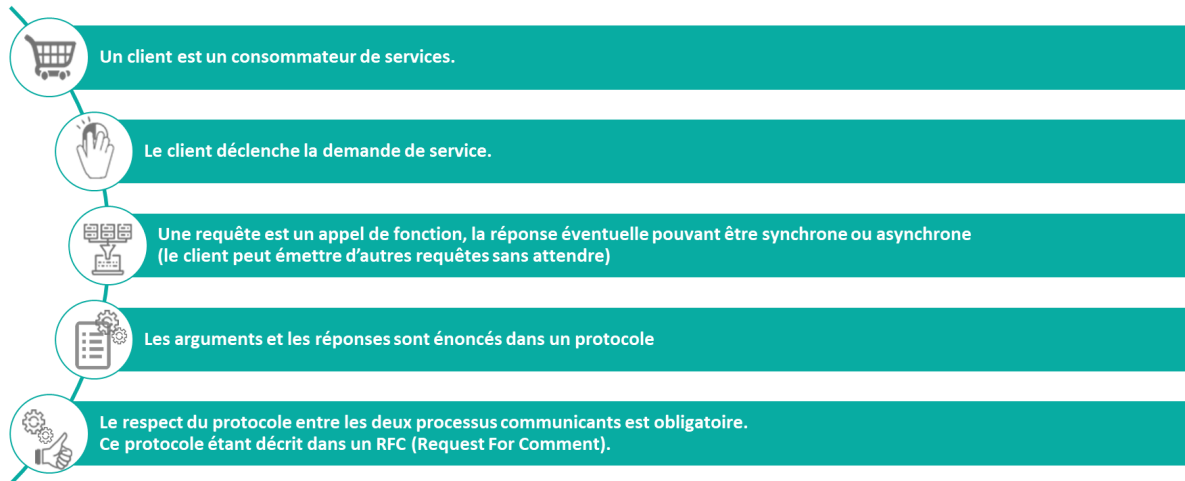 Un client est un consommateur de services.
Le client déclenche la demande de service.
Une requête est un appel de fonction, la réponse éventuelle pouvant être synchrone ou asynchrone
(le client peut émettre d’autres requêtes sans attendre)
Les arguments et les réponses sont énoncés dans un protocole
Le respect du protocole entre les deux processus communicants est obligatoire.
Ce protocole étant décrit dans un RFC (Request For Comment).